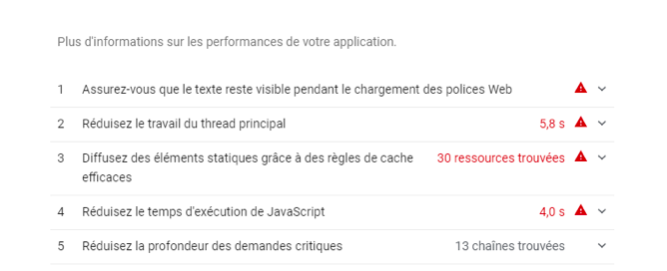 Plus d'informations sur les performances de votre application.
1 Assurez-vous que le texte reste visible pendant le chargement des polices Web
2 Réduisez le travail du thread principal 5,8 s
3 Diffusez des éléments statiques grâce à des règles de cache 30 ressources trouvées
efficaces
4 Réduisez le temps d'exécution de JavaScript 4,0 s
5 Réduisez la profondeur des demandes critiques 13 chaînes trouvées